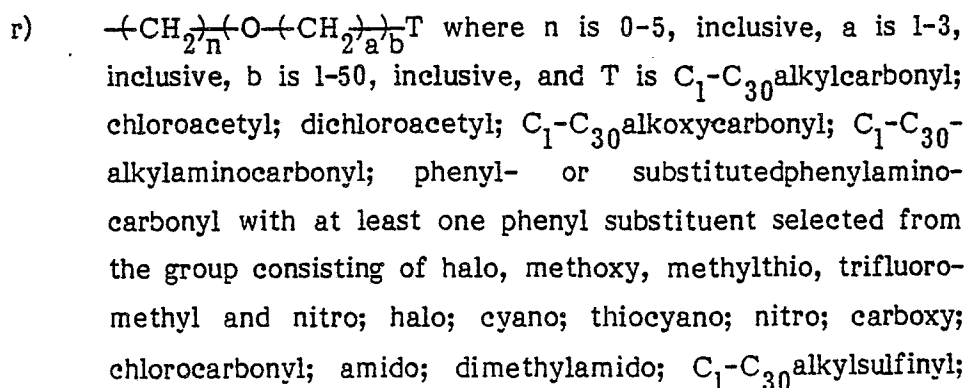 r) -(CH2)n-(O-(CH2)a)b-T where n is 0-5, inclusive, a is 1-3,
inclusive, b is 1-50, inclusive, and T is C1-C30alkylcarbonyl;
chloroacetyl; dichloroacetyl; C1-C30alkoxycarbonyl; C1-C30-
alkylaminocarbonyl; phenyl- or substitutedphenylamino-
carbonyl with at least one phenyl substituent selected from
the group consisting of halo, methoxy, methylthio, trifluoro-
methyl and nitro; halo; cyano; thiocyano; nitro; carboxy;
chlorocarbonyl; amido; dimethylamido; C1-C30alkylsulfinyl;